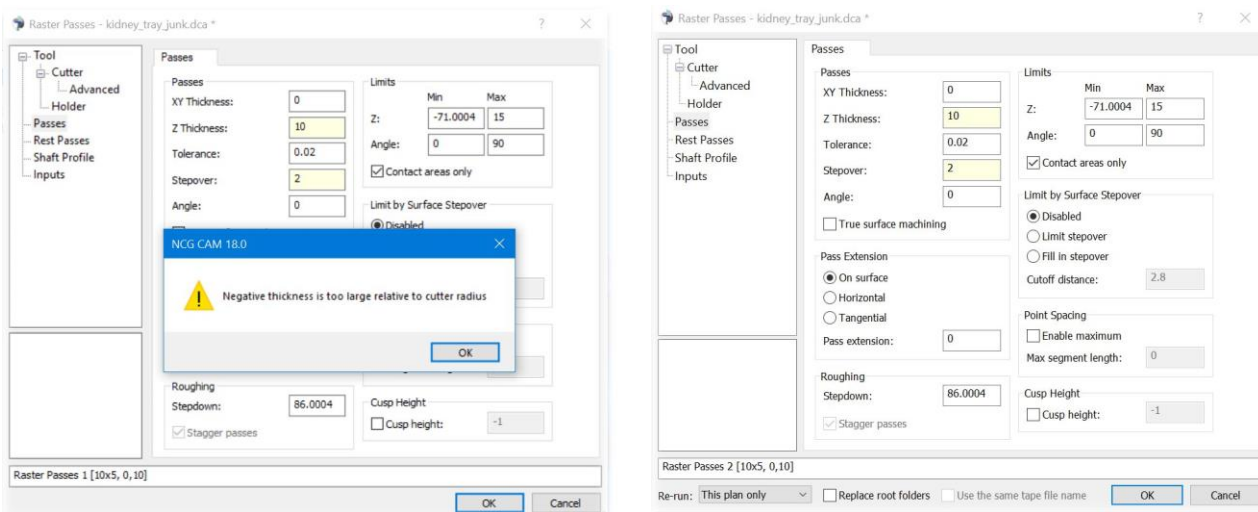 Raster Passes - kidney_tray_junk.dca *
Tool
Cutter
Advanced
Holder
Passes
Rest Passes
Shaft Profile
Inputs
Passes
Passes
XY Thickness: 0
Z Thickness: 10
Tolerance: 0.02
Stepover: 2
Angle: 0
Limits
Min Max
Z: -71.0004 15
Angle: 0 90
Contact areas only
Limit by Surface Stepover
Disabled
NCG CAM 18.0
Negative thickness is too large relative to cutter radius
OK
Roughing
Stepdown: 86.0004
Stagger passes
Cusp Height
Cusp height: -1
Raster Passes 1 [10x5, 0,10]
OK Cancel
Raster Passes - kidney_tray_junk.dca *
Tool
Cutter
Advanced
Holder
Passes
Rest Passes
Shaft Profile
Inputs
Passes
Passes
XY Thickness: 0
Z Thickness: 10
Tolerance: 0.02
Stepover: 2
Angle: 0
True surface machining
Pass Extension
On surface
Horizontal
Tangential
Pass extension: 0
Roughing
Stepdown: 86.0004
Stagger passes
Limits
Min Max
Z: -71.0004 15
Angle: 0 90
Contact areas only
Limit by Surface Stepover
Disabled
Limit stepover
Fill in stepover
Cutoff distance: 2.8
Point Spacing
Enable maximum
Max segment length: 0
Cusp Height
Cusp height: -1
Raster Passes 2 [10x5, 0,10]
Re-run: This plan only Replace root folders Use the same tape file name OK Cancel